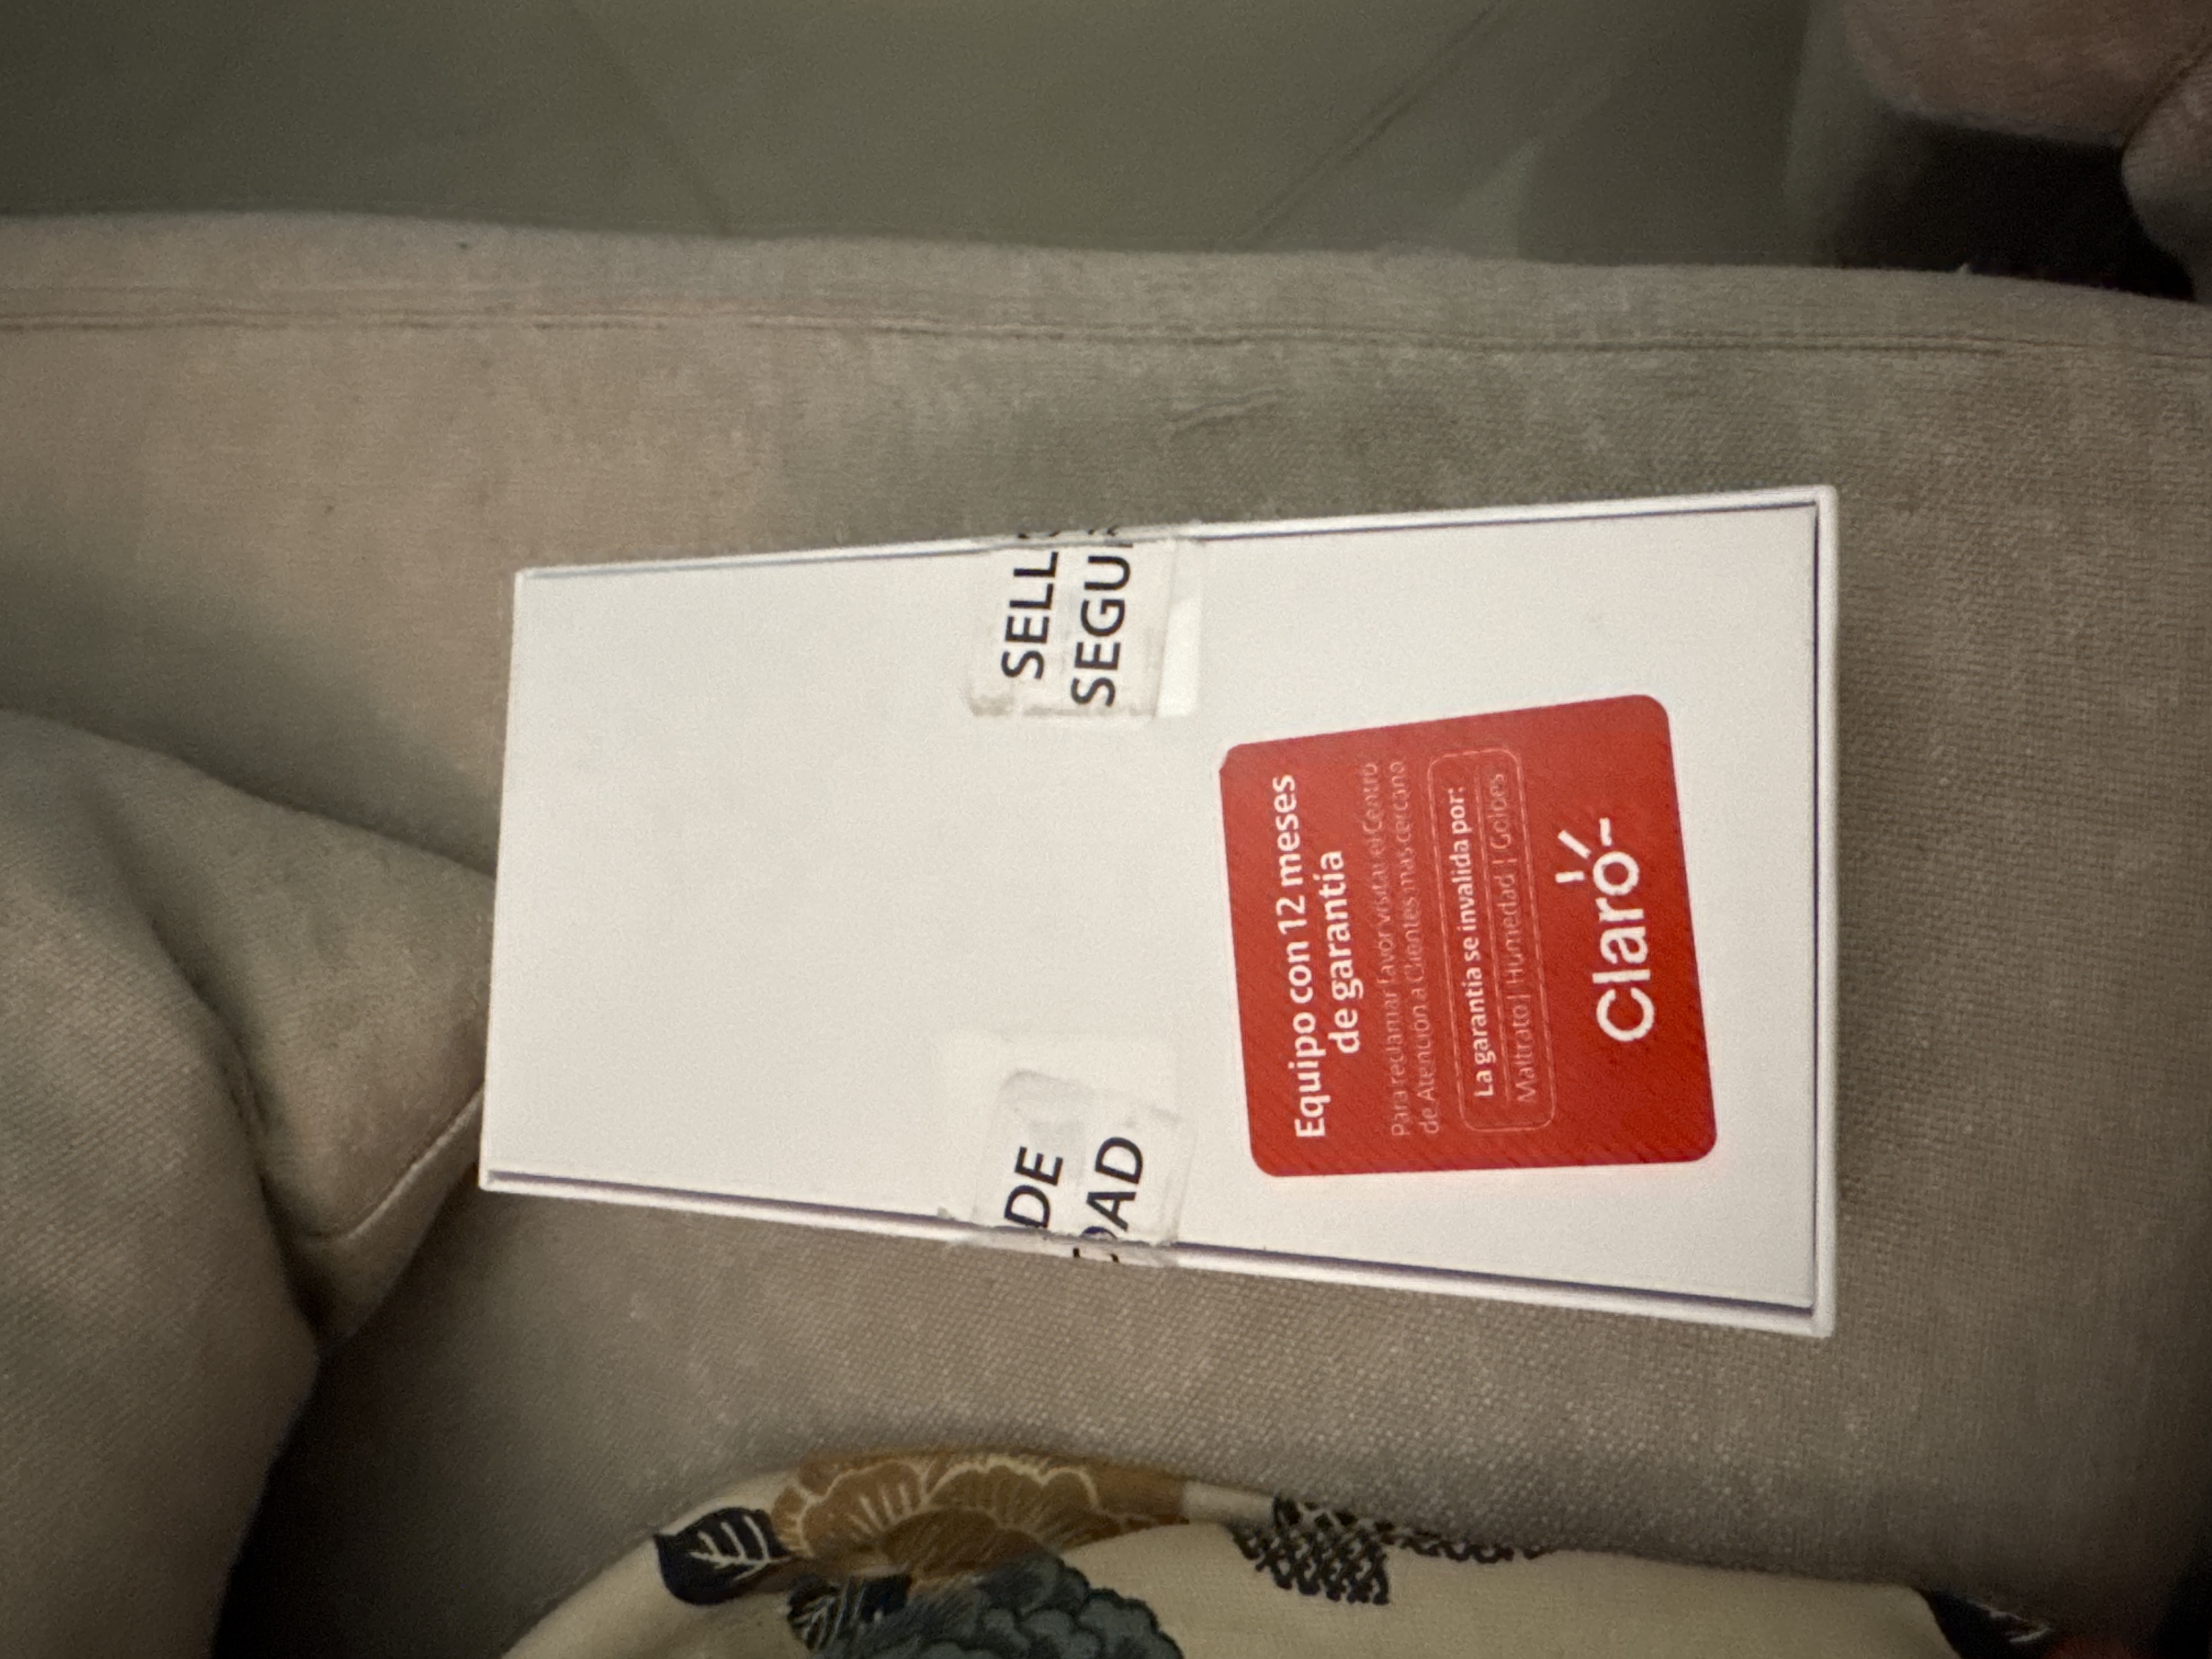 SELL
SEGU
DE
DAD
Equipo con 12 meses
de garantía
Para reclamar favor visitar el Centro
de Atención a Clientes mas cercano
La garantía se invalida por:
Maltrato | Humedad | Golpes
Claro